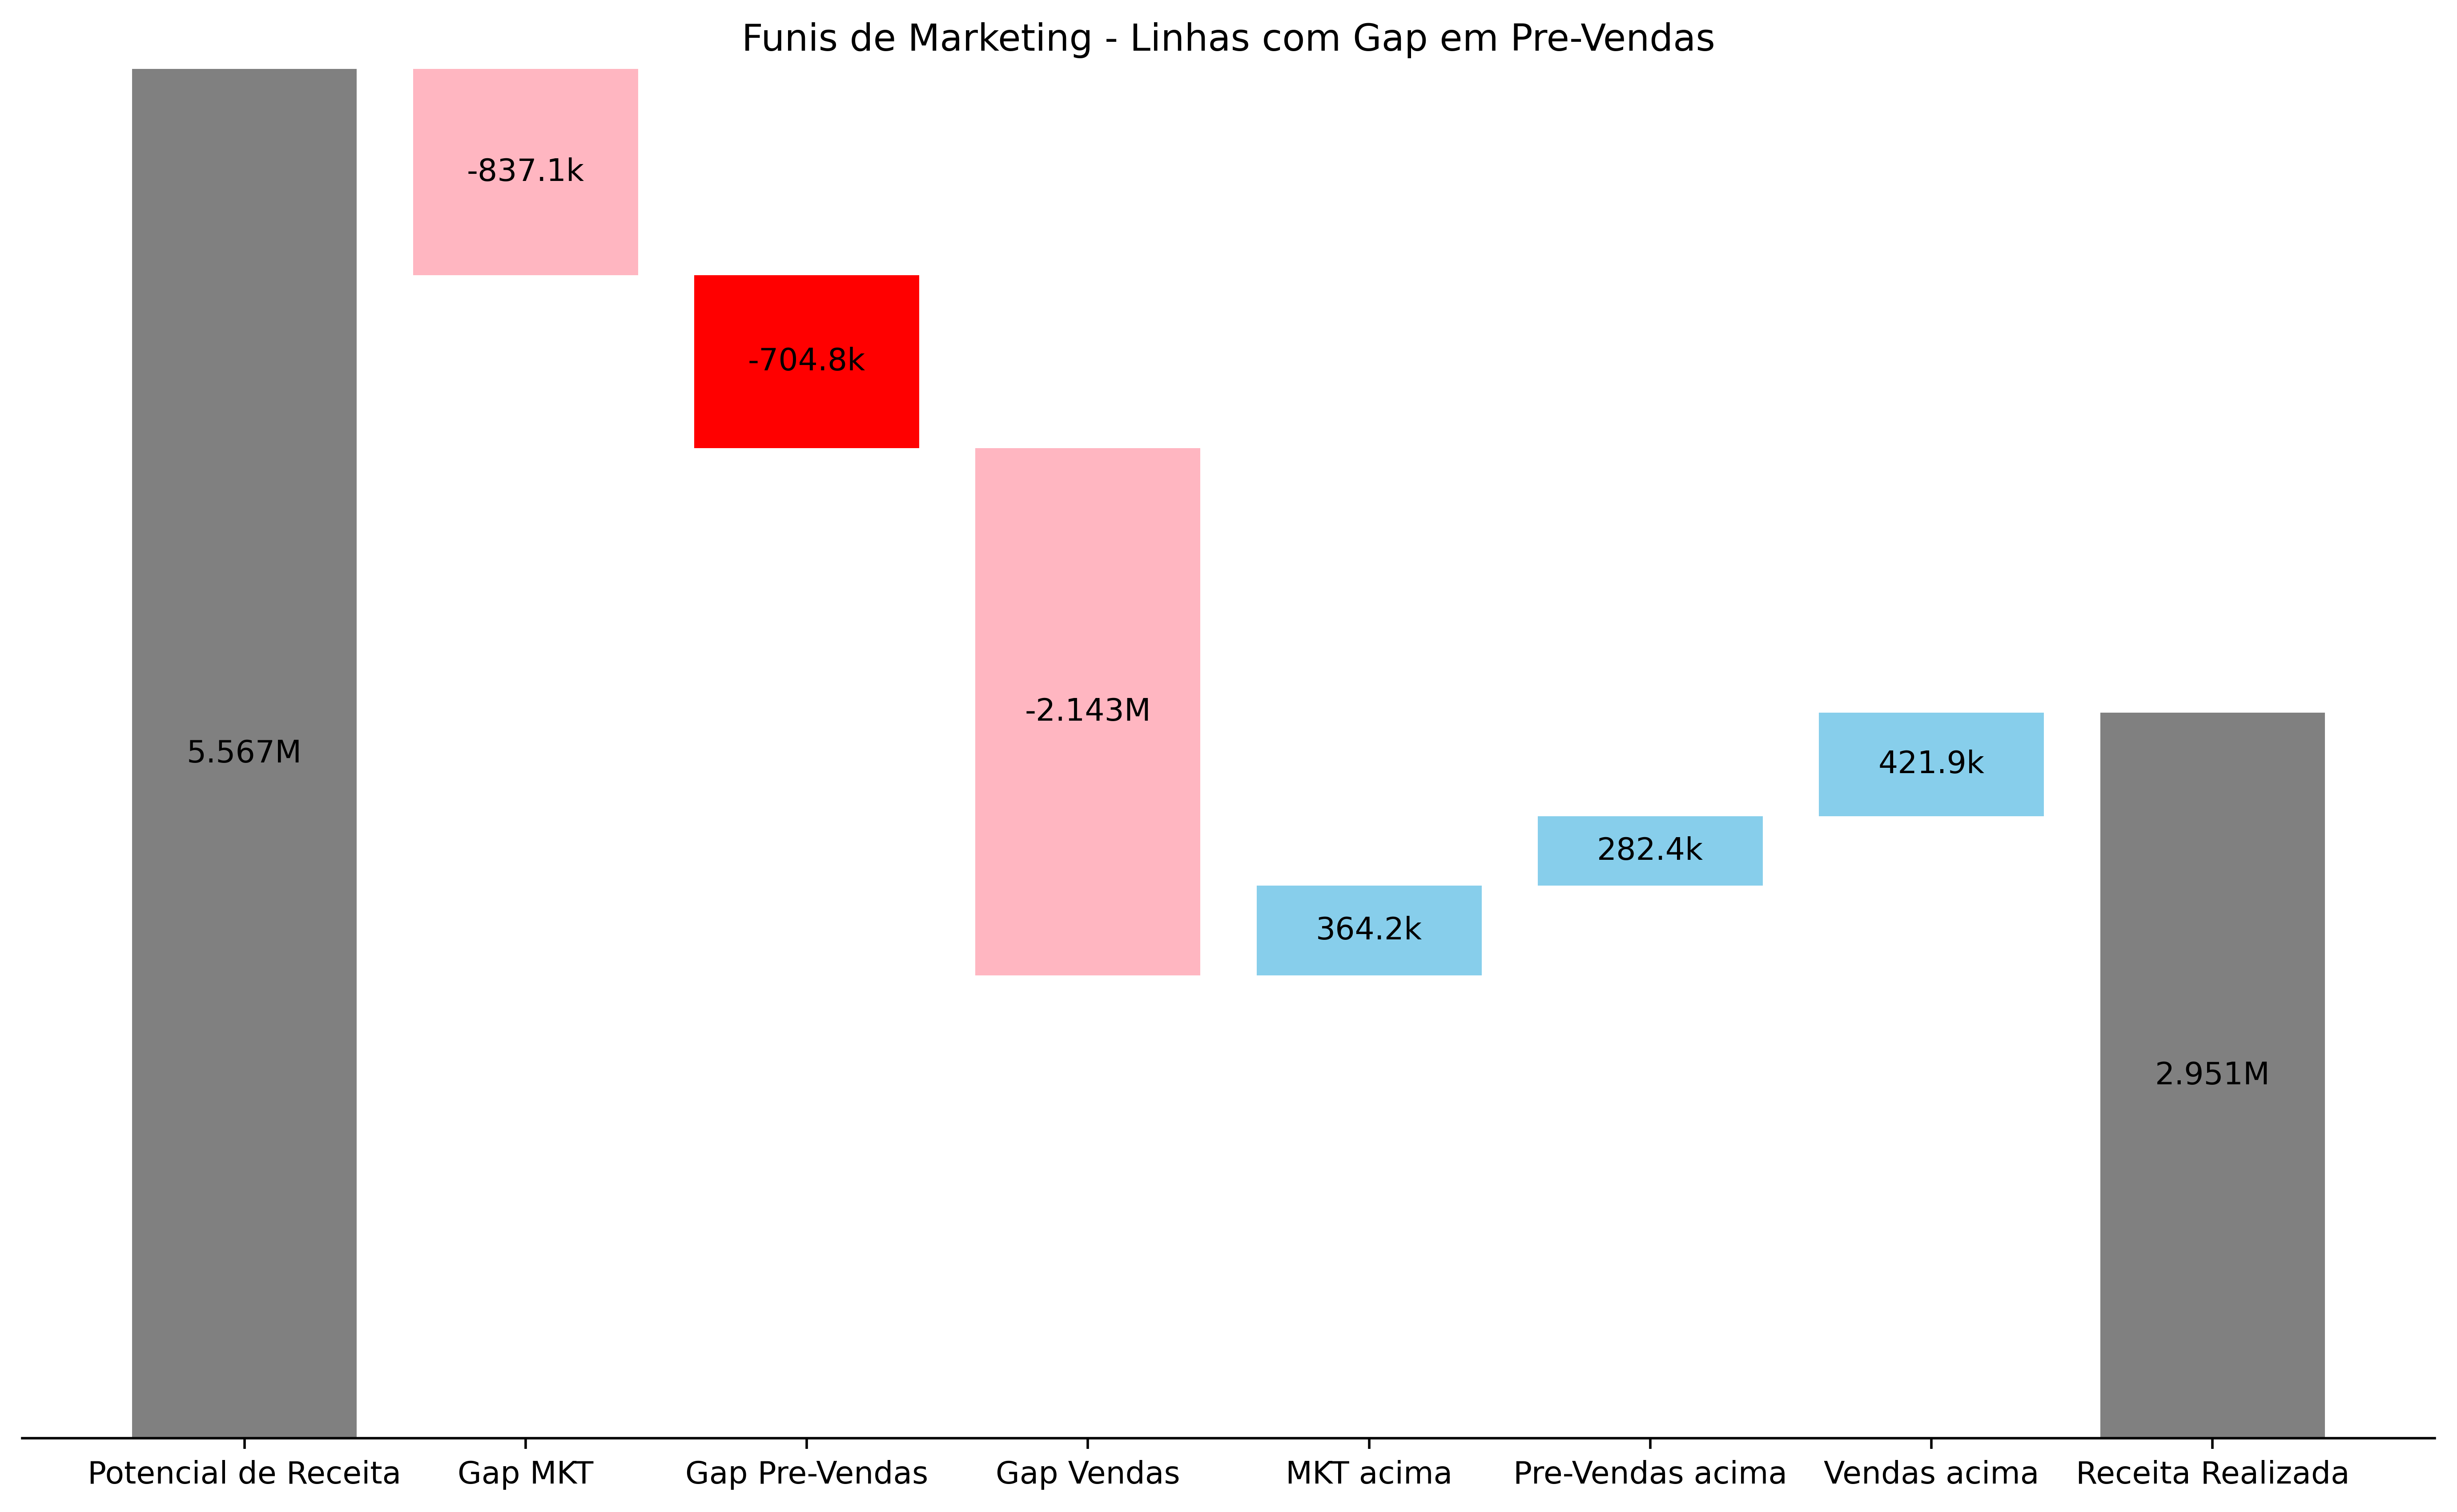 Funis de Marketing - Linhas com Gap em Pre-Vendas
-837.1k
-704.8k
-2.143M
5.567M
421.9k
282.4k
364.2k
2.951M
Potencial de Receita Gap MKT Gap Pre-Vendas Gap Vendas MKT acima Pre-Vendas acima Vendas acima Receita Realizada